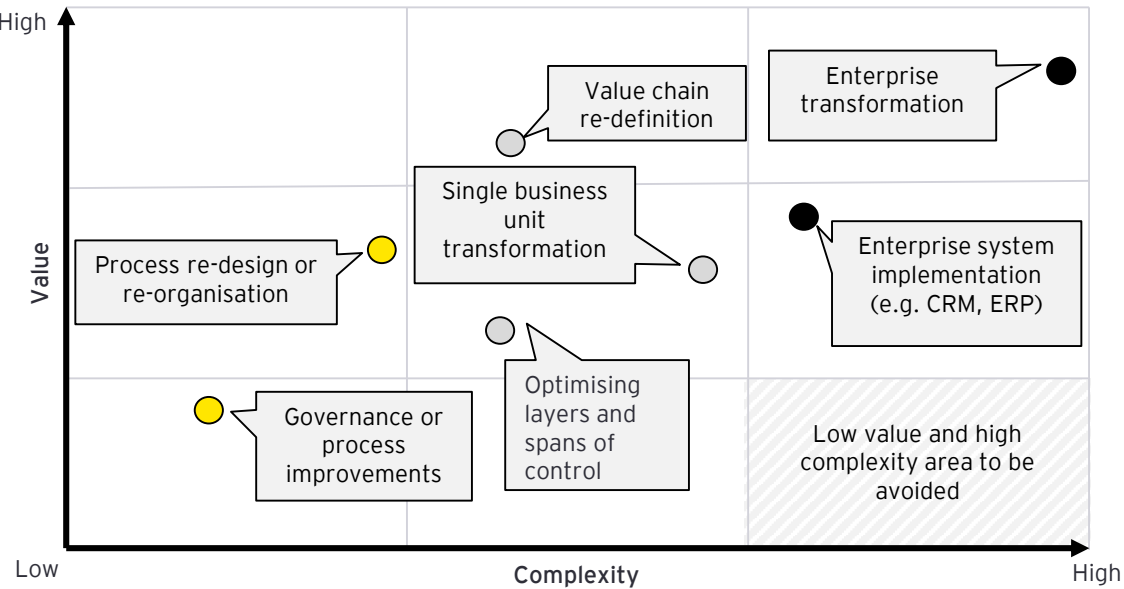 High
Value chain
re-definition
Enterprise
transformation
Single business
unit
transformation
Process re-design or
re-organisation
Enterprise system
implementation
(e.g. CRM, ERP)
Value
Optimising
layers and
spans of
control
Governance or
process
improvements
Low value and high
complexity area to be
avoided
Low
Complexity
High